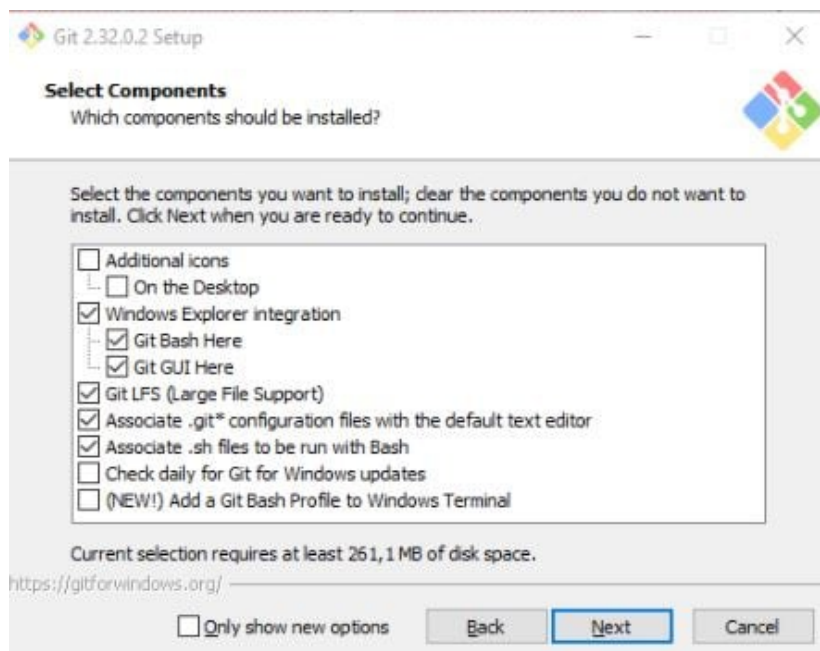 Git 2.32.0.2 Setup
Select Components
Which components should be installed?
Select the components you want to install; clear the components you do not want to
install. Click Next when you are ready to continue.
Additional icons
On the Desktop
Windows Explorer integration
Git Bash Here
Git GUI Here
Git LFS (Large File Support)
Associate .git* configuration files with the default text editor
Associate .sh files to be run with Bash
Check daily for Git for Windows updates
(NEW!) Add a Git Bash Profile to Windows Terminal
Current selection requires at least 261,1 MB of disk space.
https://gitforwindows.org/
Only show new options Back Next Cancel